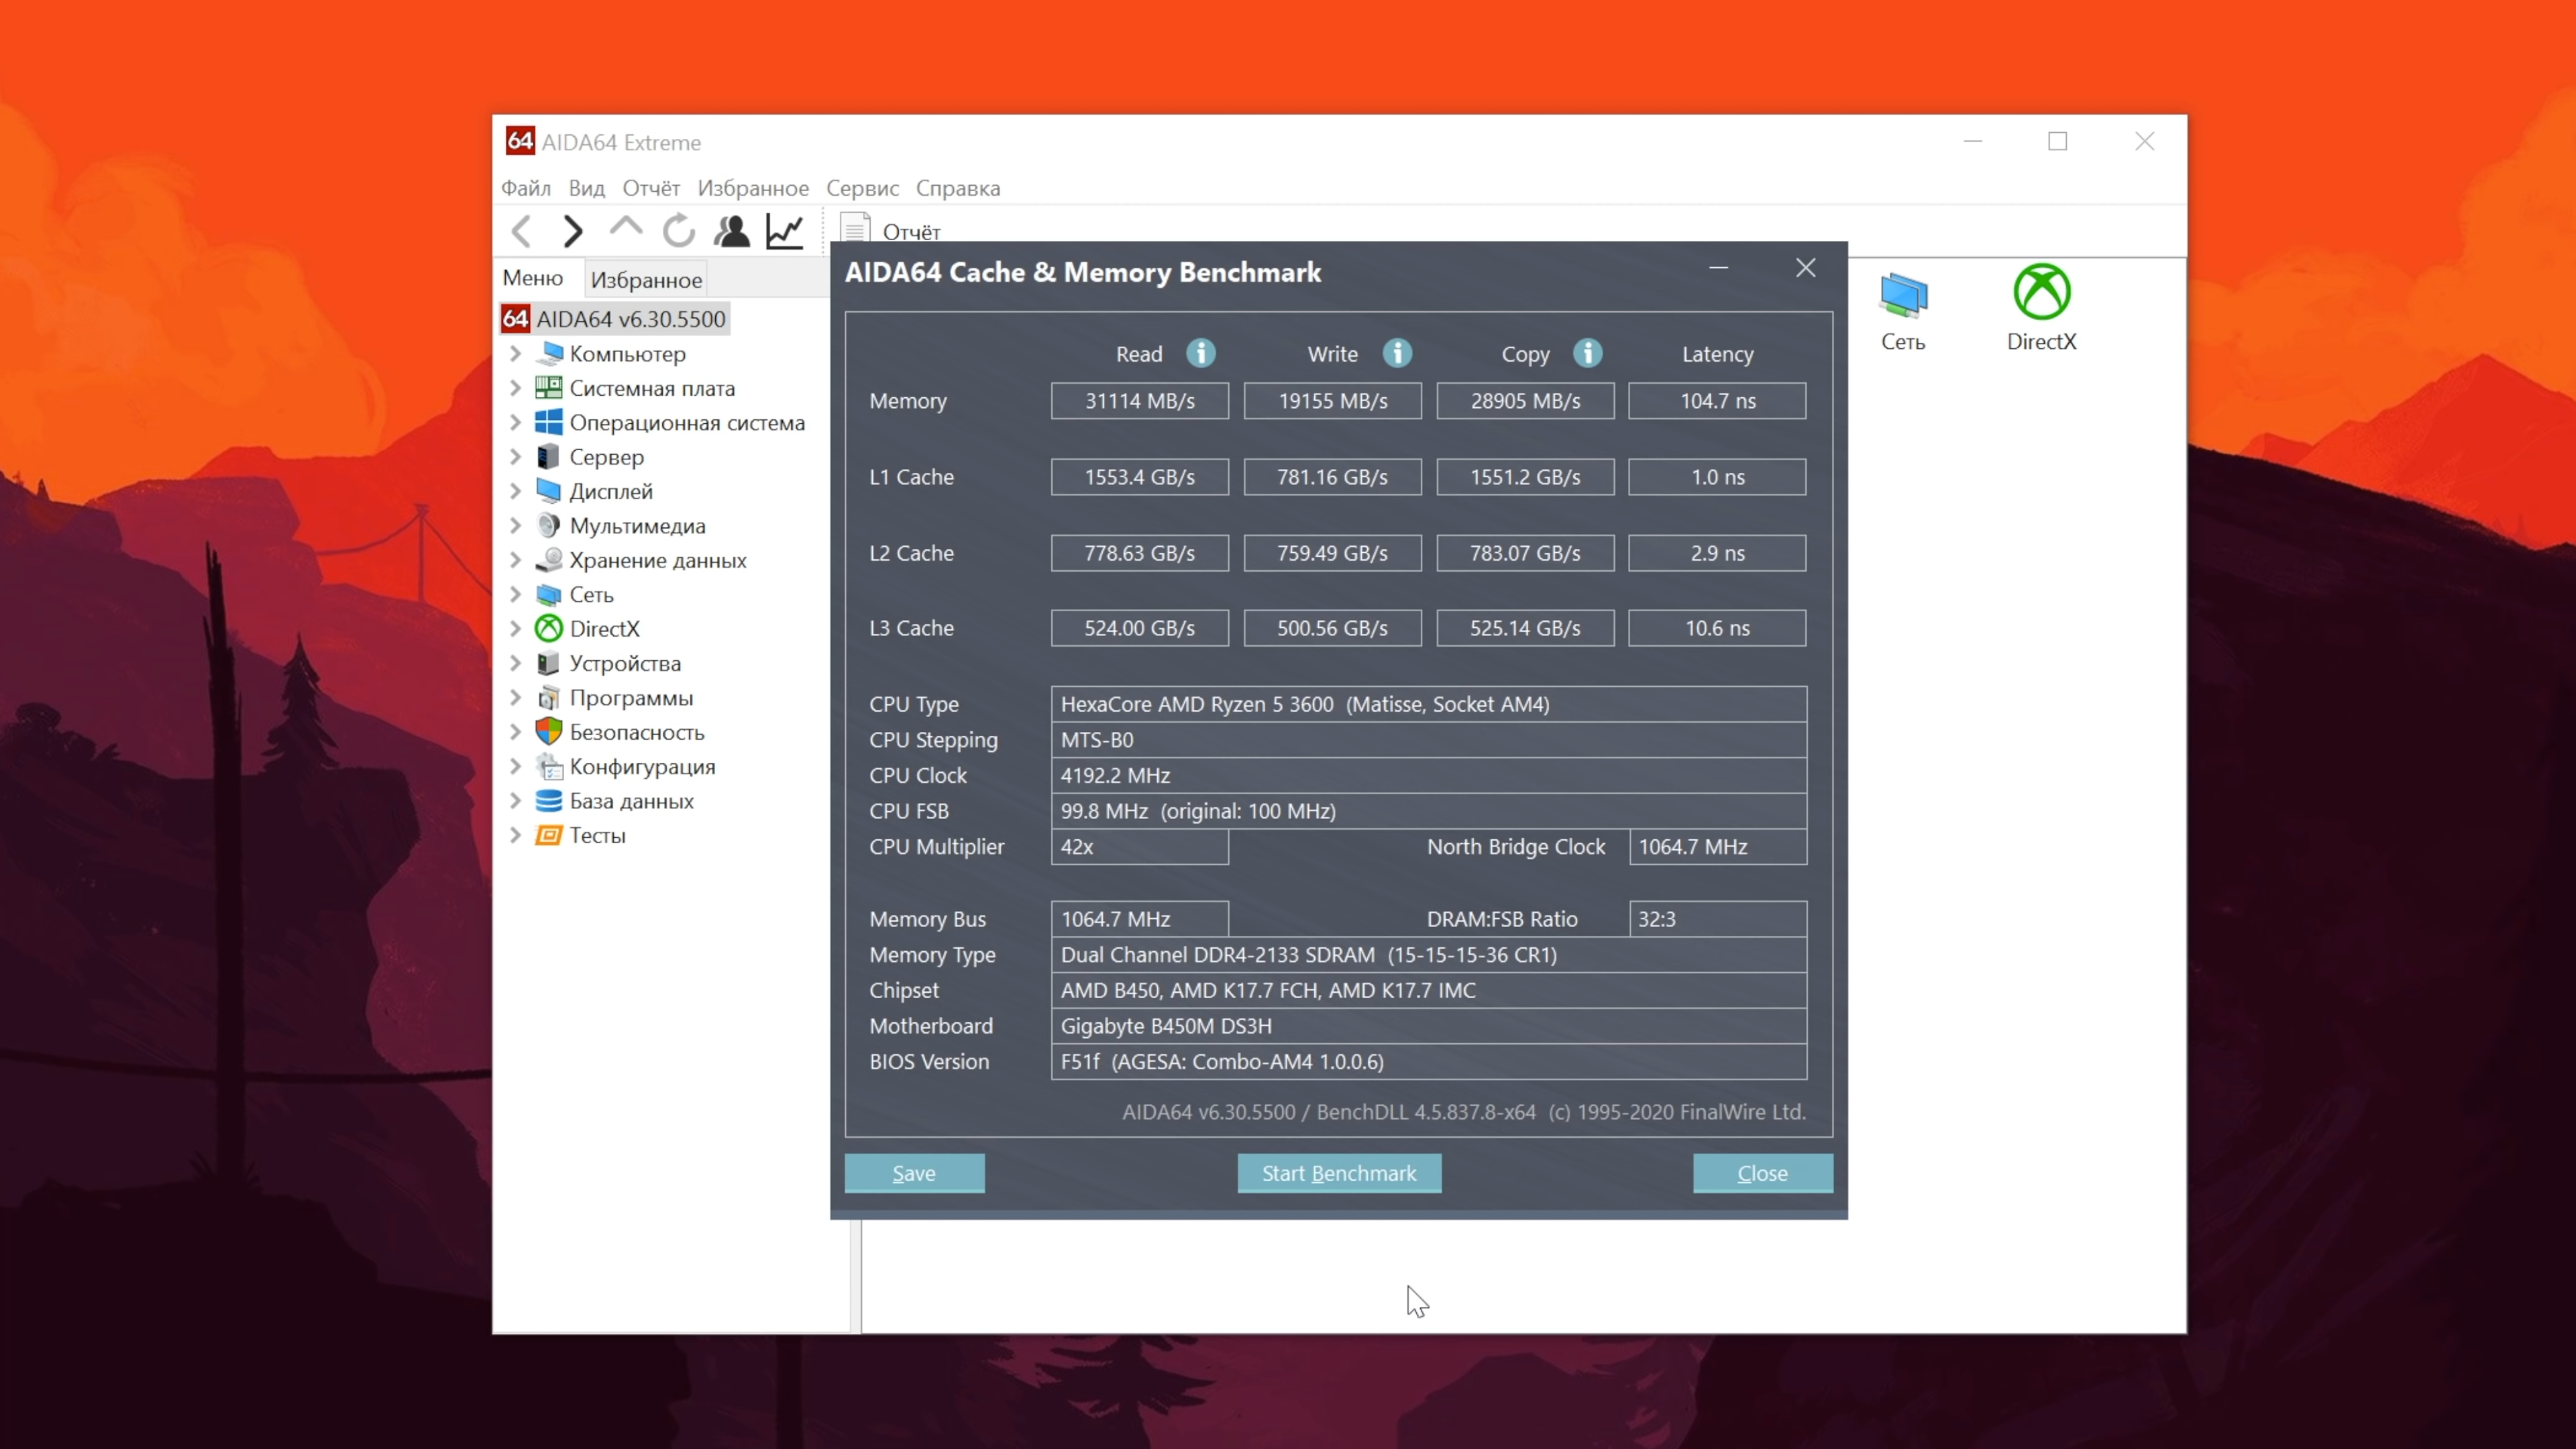 64 AIDA64 Extreme
Файл Вид Отчёт Избранное Сервис Справка
Отчёт
Меню Избранное
64 AIDA64 v6.30.5500
Компьютер
Системная плата
Операционная система
Сервер
Дисплей
Мультимедиа
Хранение данных
Сеть
DirectX
Устройства
Программы
Безопасность
Конфигурация
База данных
Тесты
AIDA64 Cache & Memory Benchmark
Read Write Copy Latency
Memory 31114 MB/s 19155 MB/s 28905 MB/s 104.7 ns
L1 Cache 1553.4 GB/s 781.16 GB/s 1551.2 GB/s 1.0 ns
L2 Cache 778.63 GB/s 759.49 GB/s 783.07 GB/s 2.9 ns
L3 Cache 524.00 GB/s 500.56 GB/s 525.14 GB/s 10.6 ns
CPU Type HexaCore AMD Ryzen 5 3600 (Matisse, Socket AM4)
CPU Stepping MTS-B0
CPU Clock 4192.2 MHz
CPU FSB 99.8 MHz (original: 100 MHz)
CPU Multiplier 42x North Bridge Clock 1064.7 MHz
Memory Bus 1064.7 MHz DRAM:FSB Ratio 32:3
Memory Type Dual Channel DDR4-2133 SDRAM (15-15-15-36 CR1)
Chipset AMD B450, AMD K17.7 FCH, AMD K17.7 IMC
Motherboard Gigabyte B450M DS3H
BIOS Version F51f (AGESA: Combo-AM4 1.0.0.6)
AIDA64 v6.30.5500 / BenchDLL 4.5.837.8-x64 (c) 1995-2020 FinalWire Ltd.
Save Start Benchmark Close
Сеть DirectX